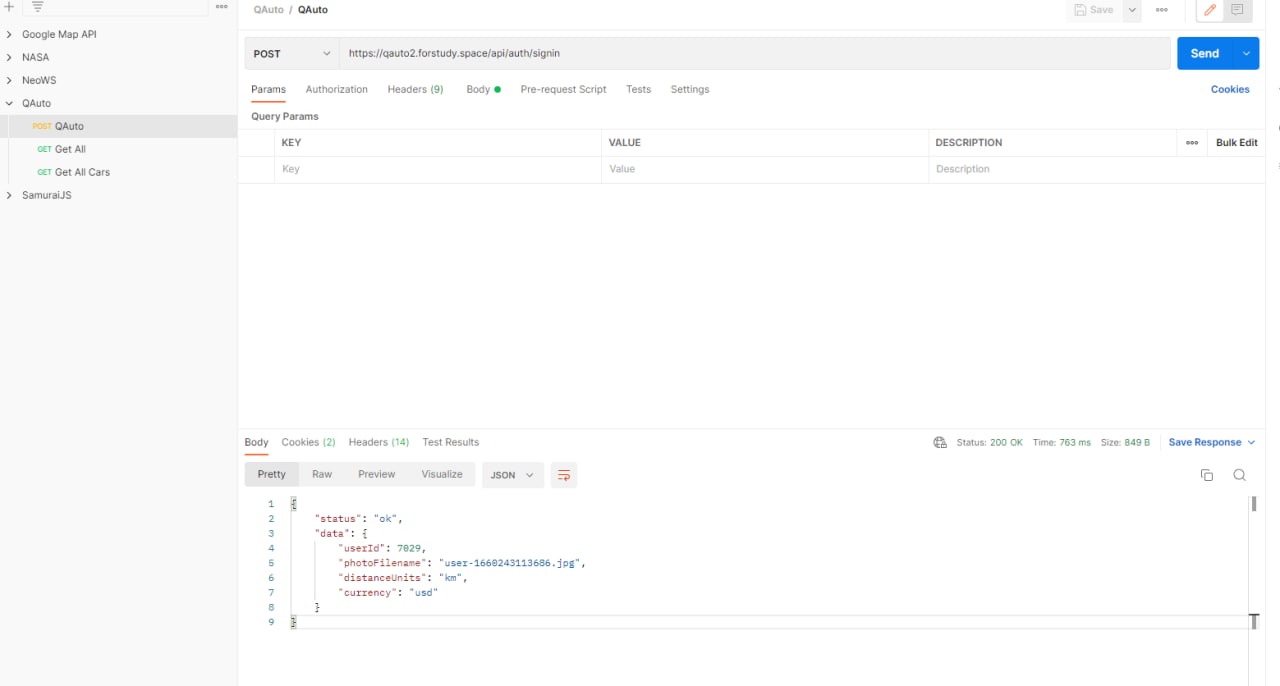 QAuto / QAuto
Save
Google Map API
NASA
NeoWS
QAuto
POST QAuto
GET Get All
GET Get All Cars
SamuraiJS
POST
https://qauto2.forstudy.space/api/auth/signin
Send
Params Authorization Headers (9) Body Pre-request Script Tests Settings Cookies
Query Params
KEY VALUE DESCRIPTION Bulk Edit
Key Value Description
Body Cookies (2) Headers (14) Test Results Status: 200 OK Time: 763 ms Size: 849 B Save Response
Pretty Raw Preview Visualize JSON
1 {
2 "status": "ok",
3 "data": {
4 "userId": 7029,
5 "photoFilename": "user-1660243113686.jpg",
6 "distanceUnits": "km",
7 "currency": "usd"
8 }
9 }